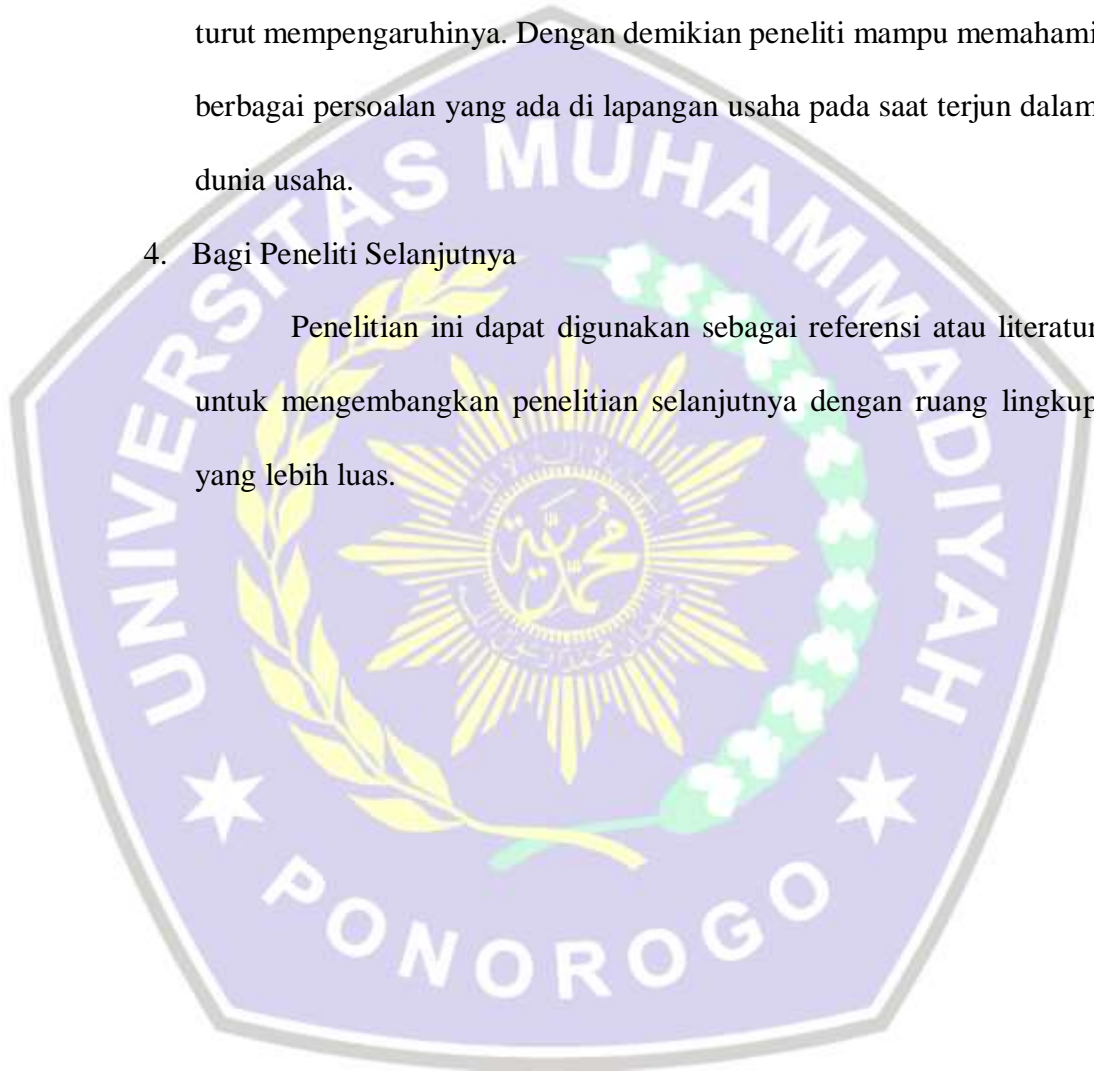 turut mempengaruhinya. Dengan demikian peneliti mampu memahami
berbagai persoalan yang ada di lapangan usaha pada saat terjun dalam
dunia usaha.
4. Bagi Peneliti Selanjutnya
Penelitian ini dapat digunakan sebagai referensi atau literatur
untuk mengembangkan penelitian selanjutnya dengan ruang lingkup
yang lebih luas.
UNIVERSITAS MUHAMMADIYAH
PONOROGO
محمدية